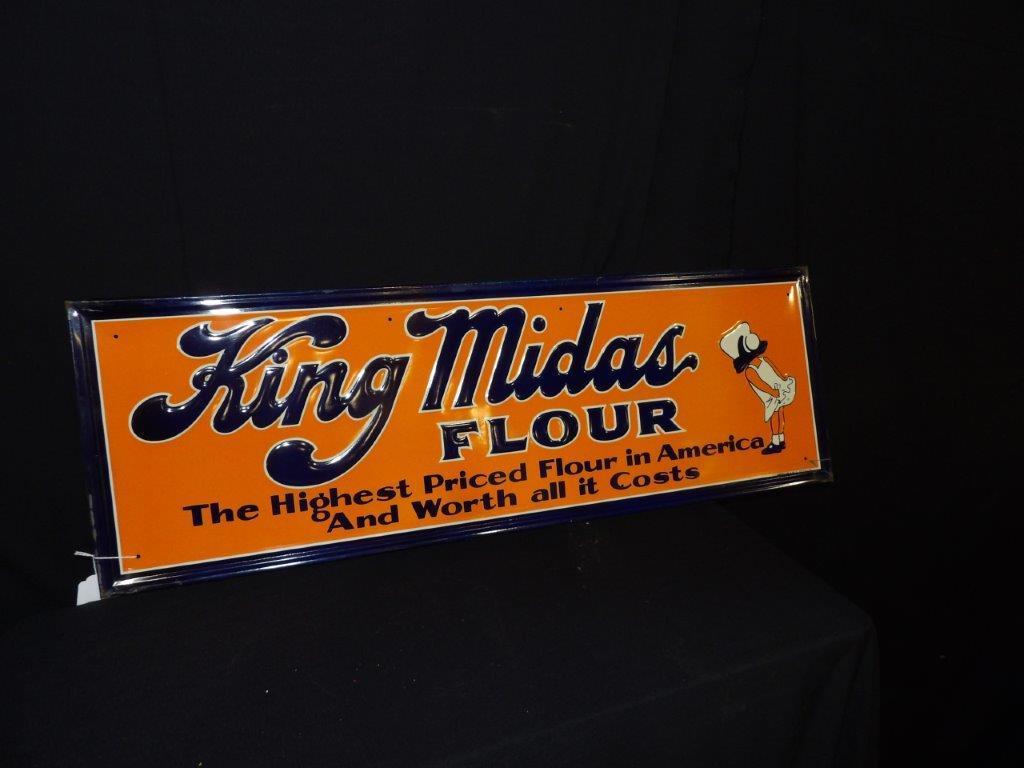 King Midas
FLOUR
The Highest Priced Flour in America
And Worth all it Costs